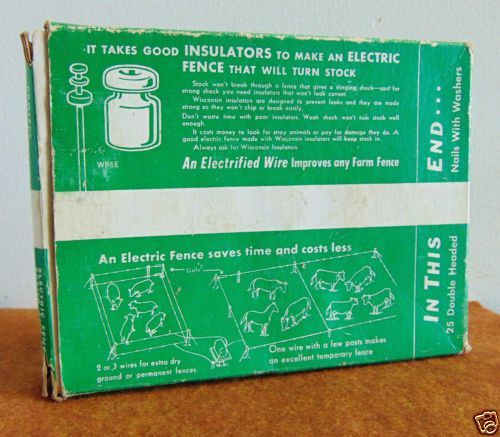 IT TAKES GOOD INSULATORS TO MAKE AN ELECTRIC
FENCE THAT WILL TURN STOCK
Stock won't break through a fence that gives a stinging shock—and for
strong shock you need insulators that won't leak current.
Wisconsin insulators are designed to prevent leaks and they are made
strong so they won't chip or break easily.
Don't waste time with poor insulators. Weak shock won't turn stock well
enough.
It costs money to look for stray animals or pay for damage they do. A
good electric fence made with Wisconsin Insulators will keep stock in.
Always ask for Wisconsin Insulators.
An Electrified Wire Improves any Farm Fence
WP5E
An Electric Fence saves time and costs less
Gate
2 or 3 wires for extra dry
ground or permanent fences.
One wire with a few posts makes
an excellent temporary fence
IN THIS END...
25 Double Headed Nails With Washers
ELECTRIC